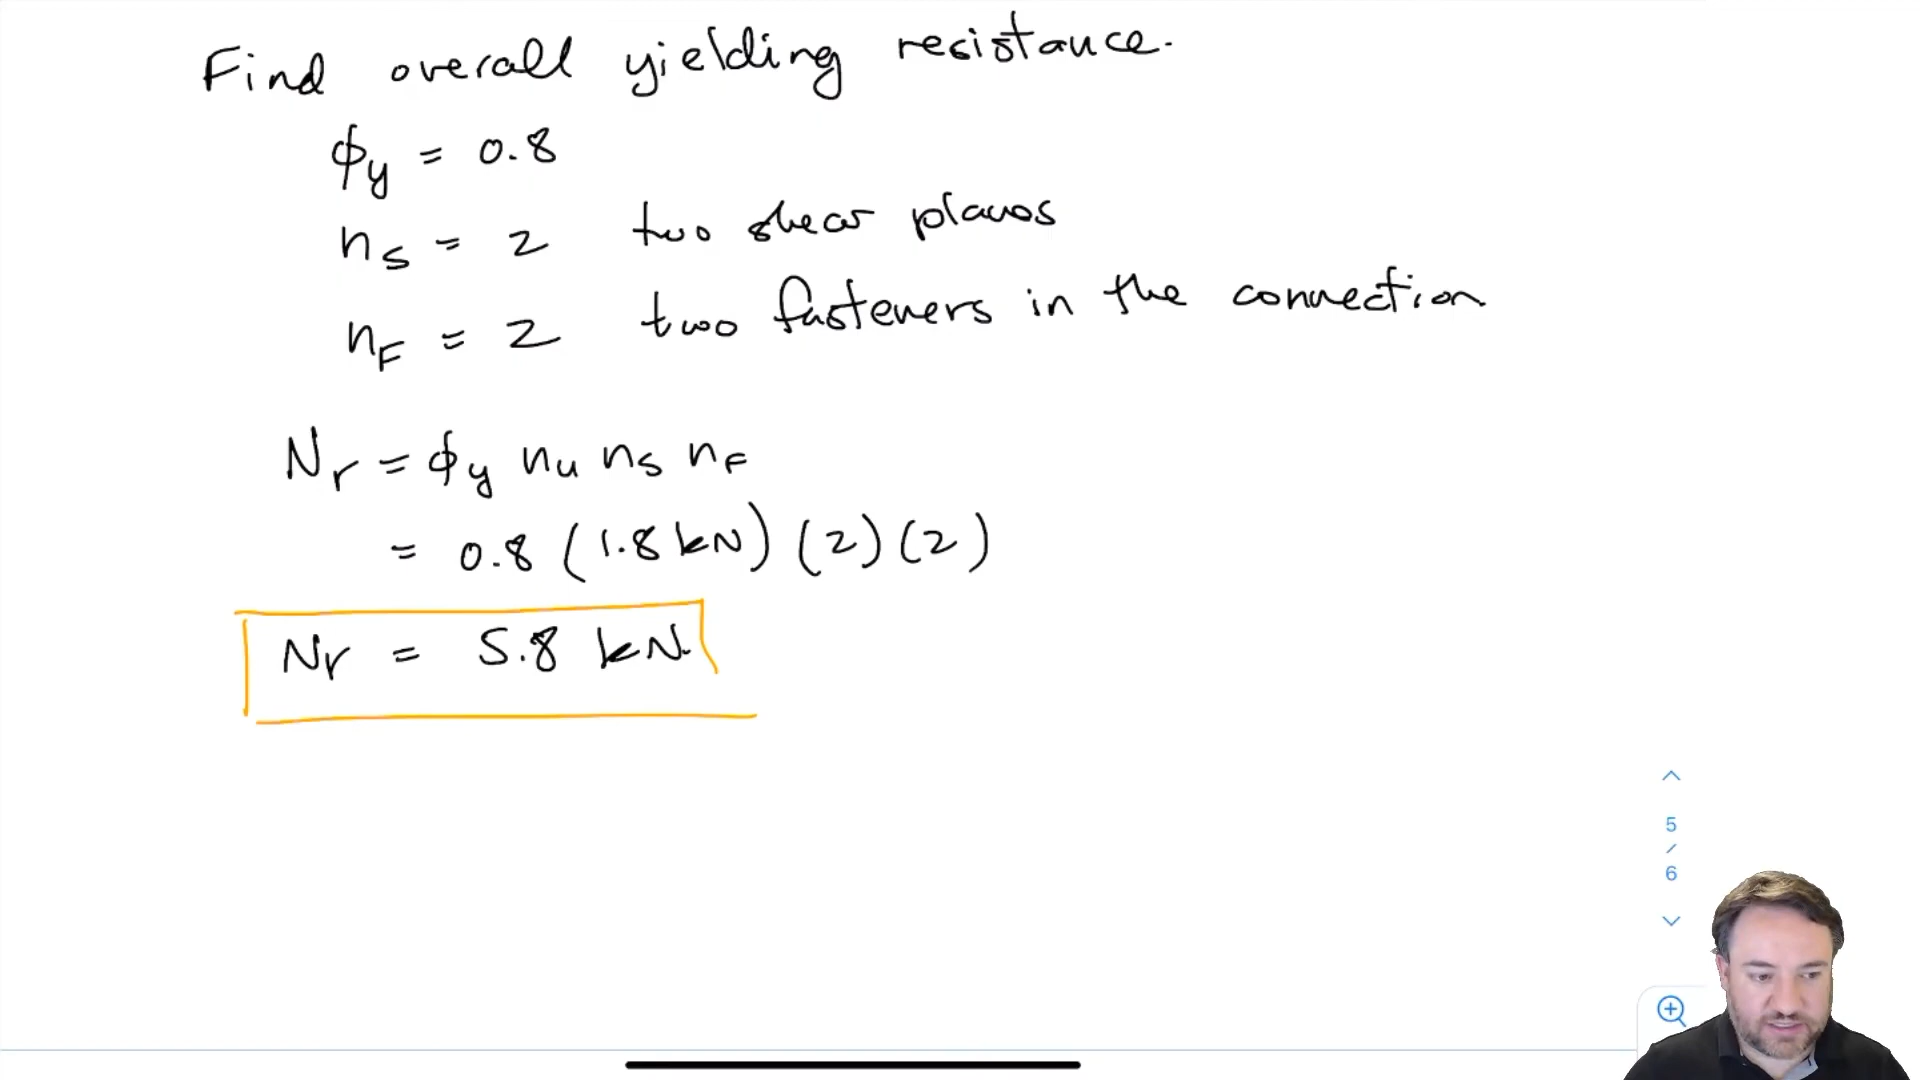 Find overall yielding resistance.
ϕy = 0.8
ns = 2 two shear planes
nF = 2 two fasteners in the connection
Nr = ϕy nu ns nF
= 0.8 (1.8 kN) (2) (2)
Nr = 5.8 kN.
5
/
6